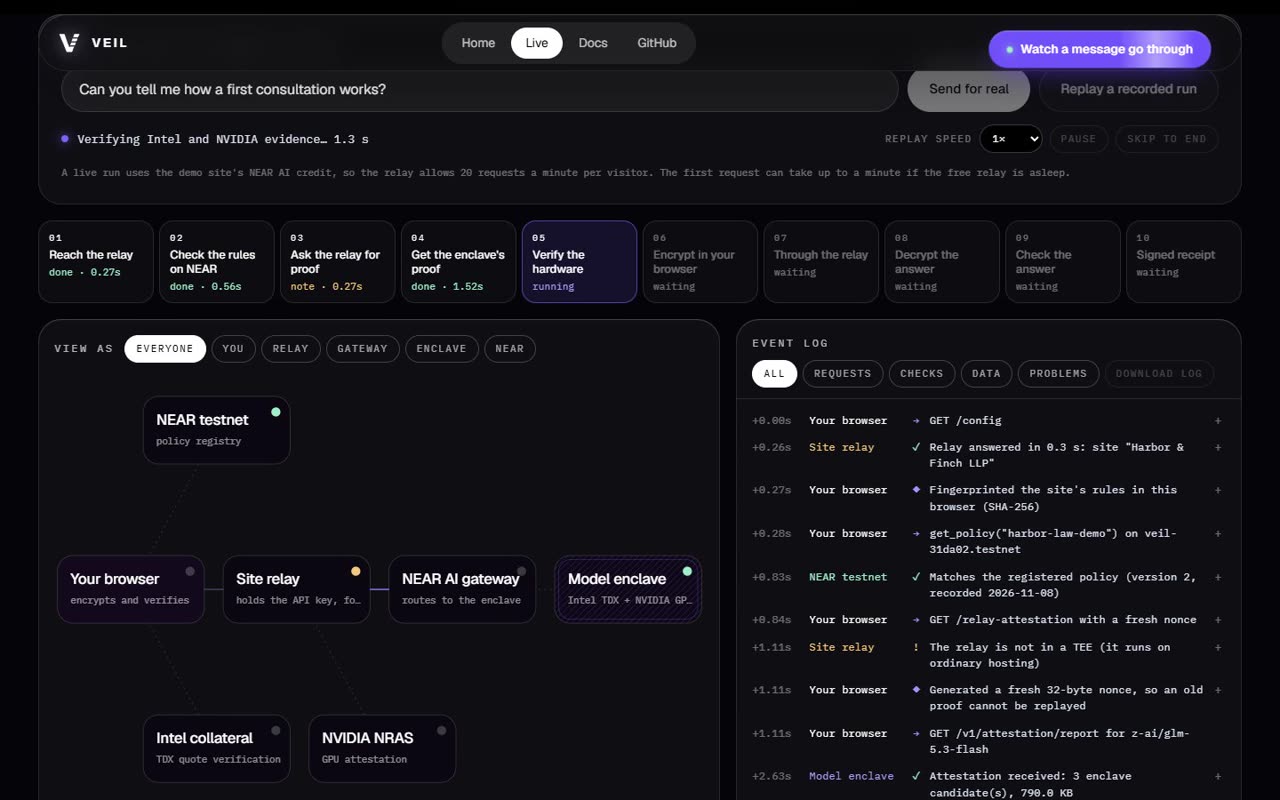 VEIL
Home Live Docs GitHub
Watch a message go through
Can you tell me how a first consultation works?
Send for real
Replay a recorded run
Verifying Intel and NVIDIA evidence… 1.3 s
REPLAY SPEED 1× PAUSE SKIP TO END
A live run uses the demo site's NEAR AI credit, so the relay allows 20 requests a minute per visitor. The first request can take up to a minute if the free relay is asleep.
01
Reach the relay
done · 0.27s
02
Check the rules
on NEAR
done · 0.56s
03
Ask the relay for
proof
note · 0.27s
04
Get the enclave's
proof
done · 1.52s
05
Verify the
hardware
running
06
Encrypt in your
browser
waiting
07
Through the relay
waiting
08
Decrypt the
answer
waiting
09
Check the
answer
waiting
10
Signed receipt
waiting
VIEW AS EVERYONE YOU RELAY GATEWAY ENCLAVE NEAR
NEAR testnet
policy registry
Your browser
encrypts and verifies
Site relay
holds the API key, fo…
NEAR AI gateway
routes to the enclave
Model enclave
Intel TDX + NVIDIA GP…
Intel collateral
TDX quote verification
NVIDIA NRAS
GPU attestation
EVENT LOG
ALL REQUESTS CHECKS DATA PROBLEMS DOWNLOAD LOG
+0.00s Your browser → GET /config +
+0.26s Site relay ✓ Relay answered in 0.3 s: site "Harbor & +
Finch LLP"
+0.27s Your browser ◆ Fingerprinted the site's rules in this +
browser (SHA-256)
+0.28s Your browser → get_policy("harbor-law-demo") on veil- +
31da02.testnet
+0.83s NEAR testnet ✓ Matches the registered policy (version 2, +
recorded 2026-11-08)
+0.84s Your browser → GET /relay-attestation with a fresh nonce +
+1.11s Site relay ! The relay is not in a TEE (it runs on +
ordinary hosting)
+1.11s Your browser ◆ Generated a fresh 32-byte nonce, so an old +
proof cannot be replayed
+1.11s Your browser → GET /v1/attestation/report for z-ai/glm- +
5.3-flash
+2.63s Model enclave ✓ Attestation received: 3 enclave +
candidate(s), 790.0 KB